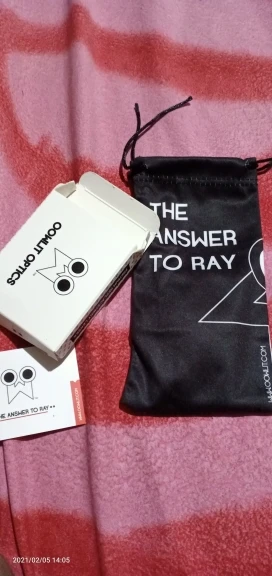 THE
ANSWER
TO RAY
WWW.OOWLIT.COM
OOWLIT OPTICS
THE ANSWER TO RAY
2021/02/05 14:05